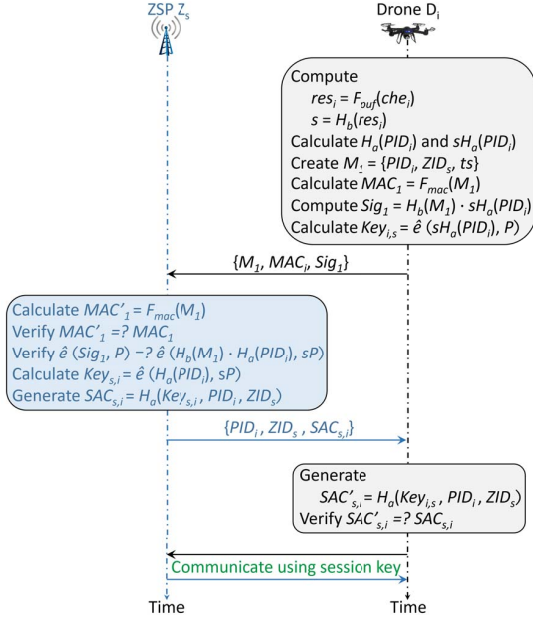 ZSP Z_s
Drone D_i
Compute
res_i = F_puf(che_i)
s = H_b(res_i)
Calculate H_a(PID_i) and sH_a(PID_i)
Create M_1 = {PID_i, ZID_s, ts}
Calculate MAC_1 = F_mac(M_1)
Compute Sig_1 = H_b(M_1) · sH_a(PID_i)
Calculate Key_i,s = ê (sH_a(PID_i), P)
{M_1, MAC_i, Sig_1}
Calculate MAC'_1 = F_mac(M_1)
Verify MAC'_1 =? MAC_1
Verify ê (Sig_1, P) =? ê (H_b(M_1) · H_a(PID_i), sP)
Calculate Key_s,i = ê (H_a(PID_i), sP)
Generate SAC_s,i = H_a(Key_s,i, PID_i, ZID_s)
{PID_i, ZID_s, SAC_s,i}
Generate
SAC'_s,i = H_a(Key_i,s, PID_i, ZID_s)
Verify SAC'_s,i =? SAC_s,i
Communicate using session key
Time
Time